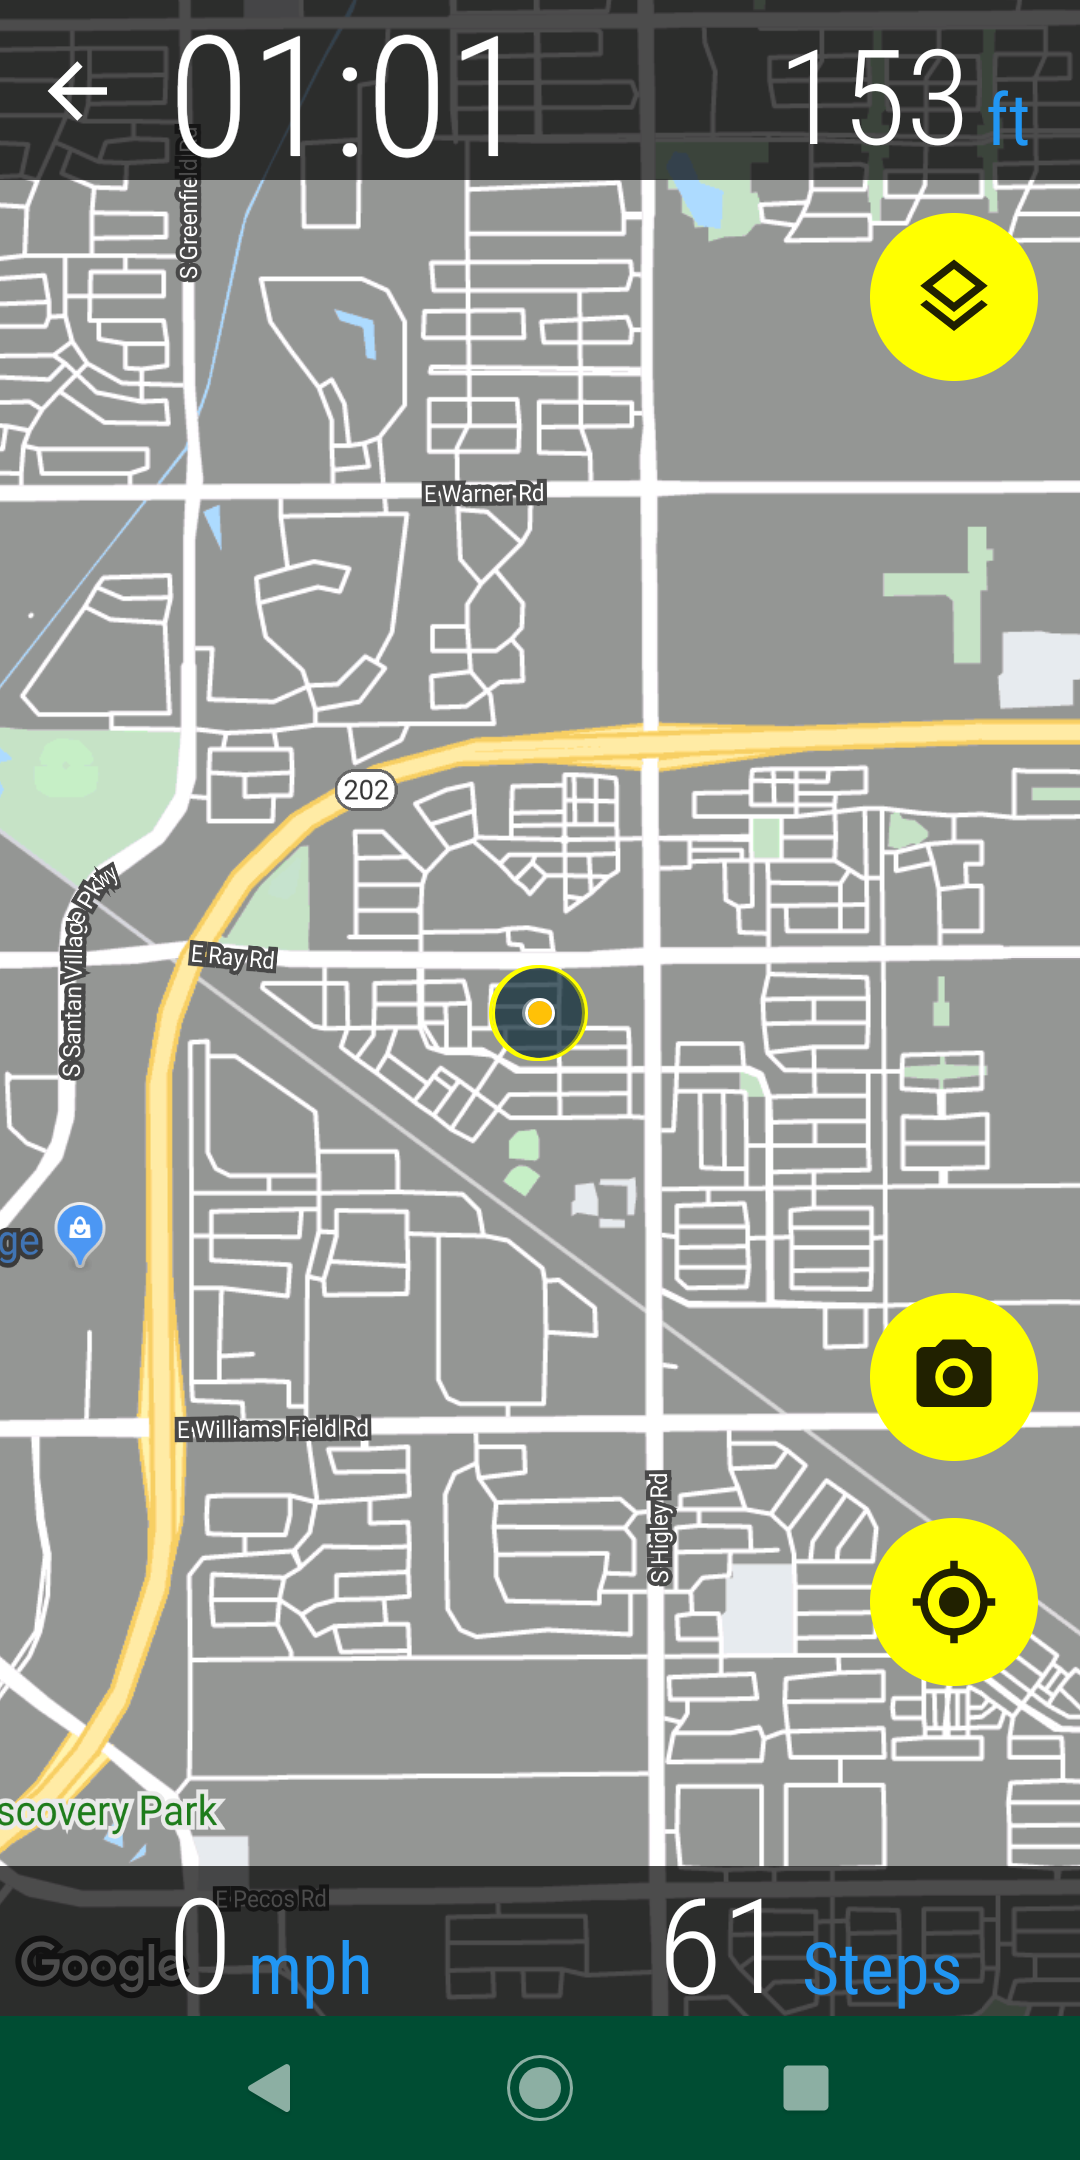 01:01
153 ft
S Greenfield Rd
E Warner Rd
202
S Santan Village Pkwy
E Ray Rd
ge
E Williams Field Rd
S Higley Rd
scovery Park
E Pecos Rd
Google
0 mph
61 Steps